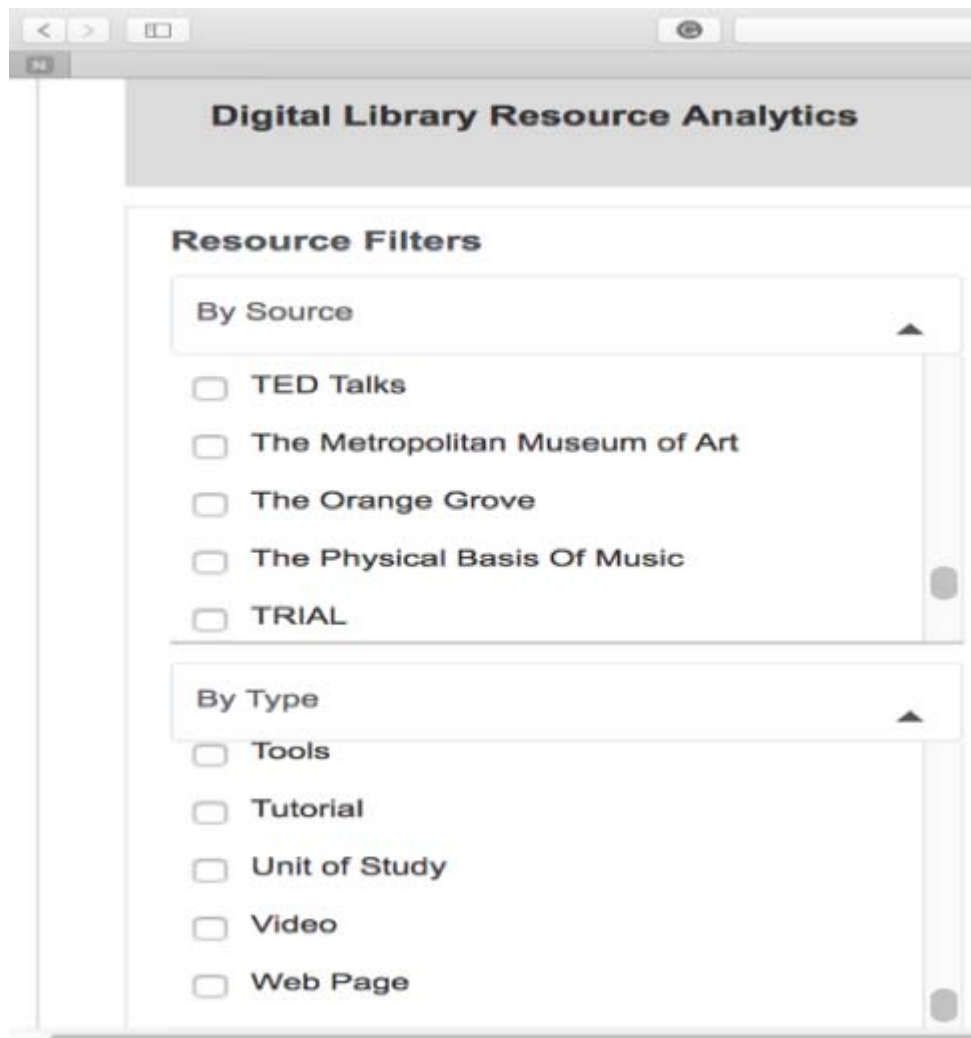 Digital Library Resource Analytics
Resource Filters
By Source
TED Talks
The Metropolitan Museum of Art
The Orange Grove
The Physical Basis Of Music
TRIAL
By Type
Tools
Tutorial
Unit of Study
Video
Web Page